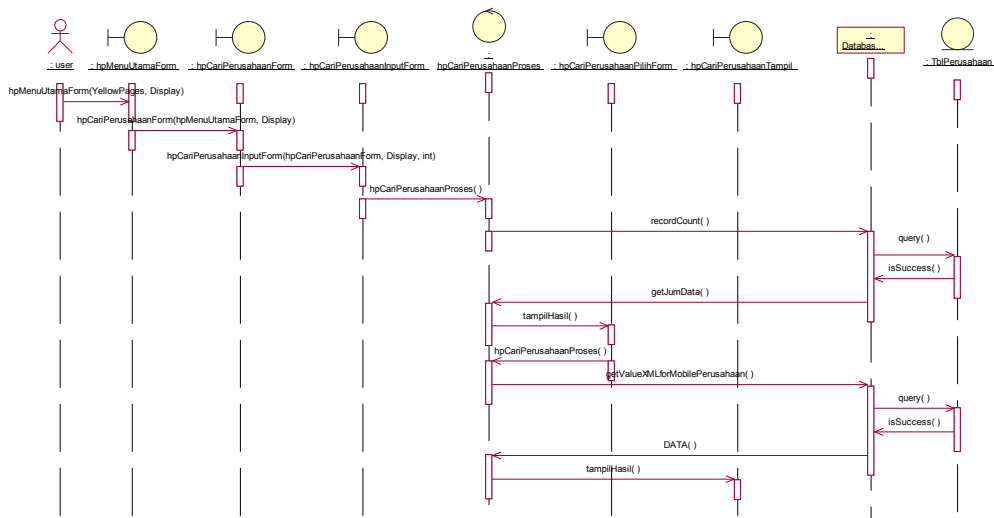 : user
: hpMenuUtamaForm
: hpCariPerusahaanForm
: hpCariPerusahaanInputForm
:
hpCariPerusahaanProses
: hpCariPerusahaanPilihForm
: hpCariPerusahaanTampil
:
Databas...
: TblPerusahaan
hpMenuUtamaForm(YellowPages, Display)
hpCariPerusahaanForm(hpMenuUtamaForm, Display)
hpCariPerusahaanInputForm(hpCariPerusahaanForm, Display, int)
hpCariPerusahaanProses( )
recordCount( )
query( )
isSuccess( )
getJumData( )
tampilHasil( )
hpCariPerusahaanProses( )
getValueXMLforMobilePerusahaan( )
query( )
isSuccess( )
DATA( )
tampilHasil( )